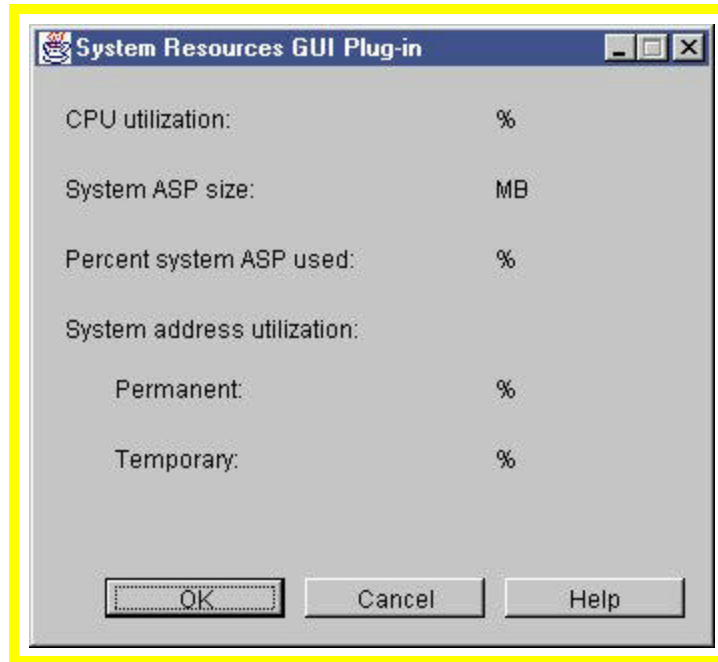 System Resources GUI Plug-in
CPU utilization: %
System ASP size: MB
Percent system ASP used: %
System address utilization:
Permanent: %
Temporary: %
OK Cancel Help